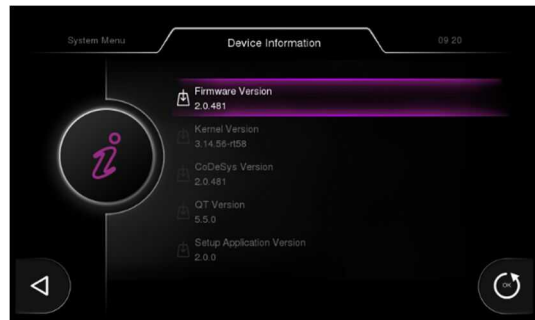 System Menu
Device Information
09 20
Firmware Version
2.0.481
Kernel Version
3.14.56-rt58
CoDeSys Version
2.0.481
QT Version
5.5.0
Setup Application Version
2.0.0
OK